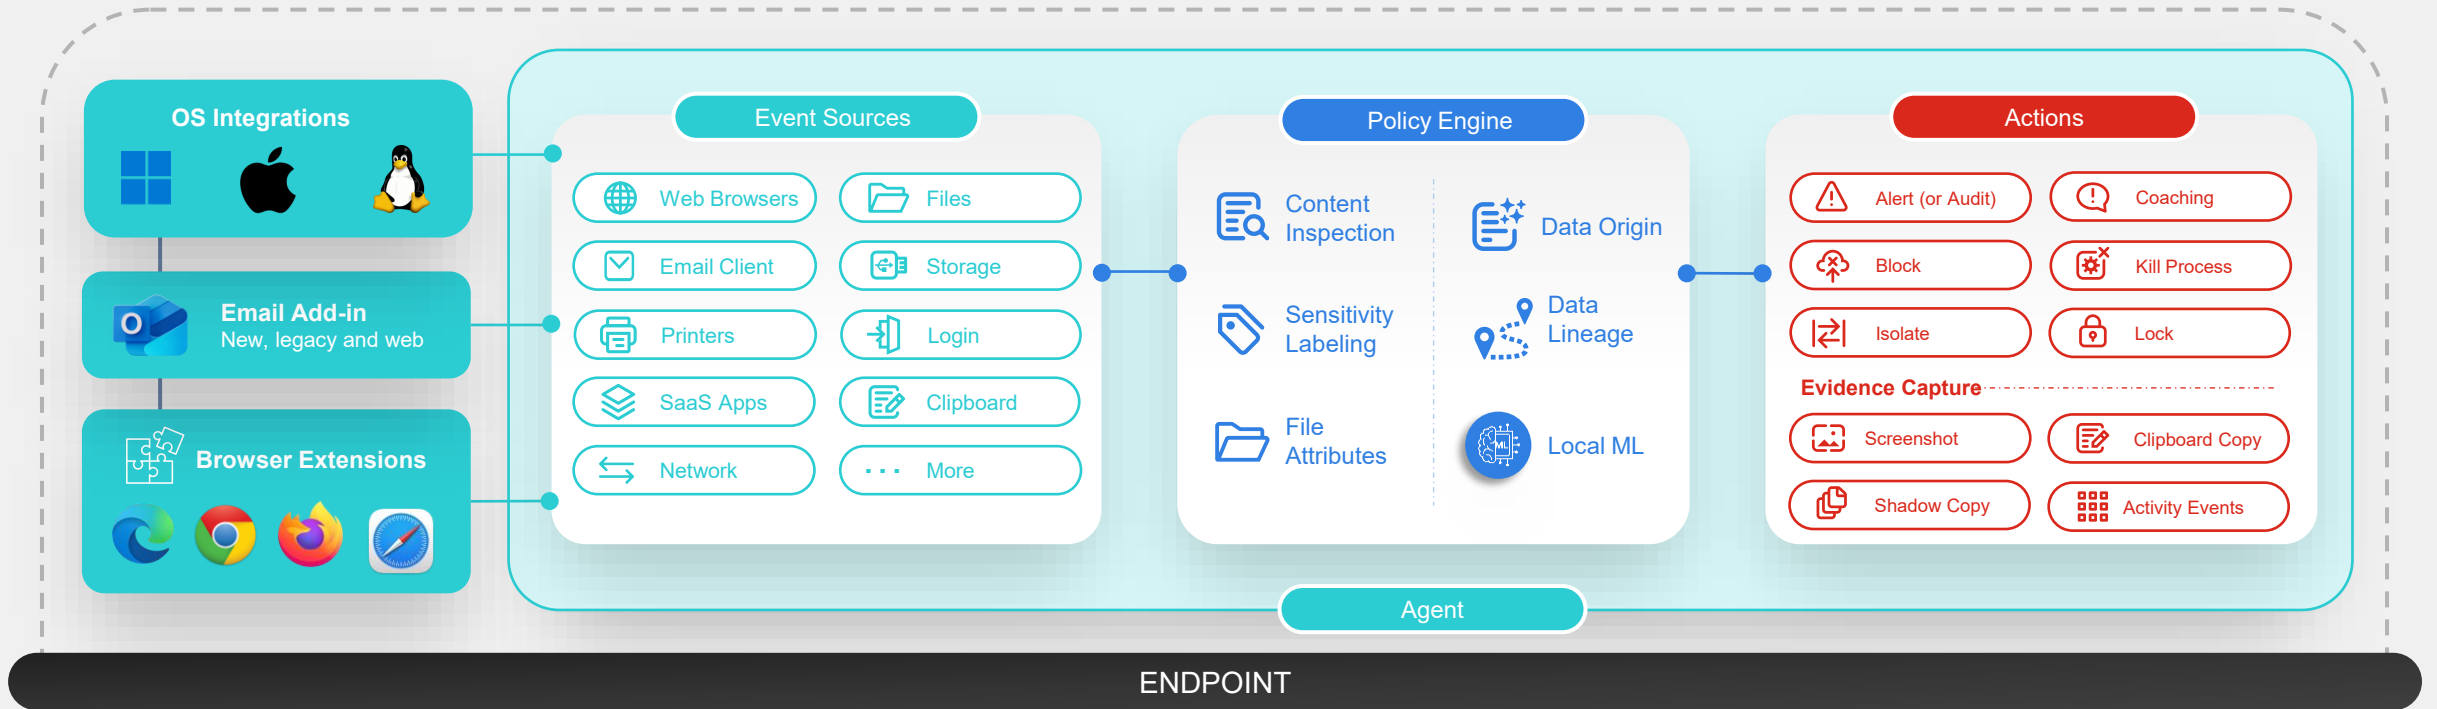 OS Integrations
Email Add-in
New, legacy and web
Browser Extensions
Event Sources
Web Browsers
Files
Email Client
Storage
Printers
Login
SaaS Apps
Clipboard
Network
More
Policy Engine
Content
Inspection
Sensitivity
Labeling
File
Attributes
Data Origin
Data
Lineage
ML
Local ML
Actions
Alert (or Audit)
Coaching
Block
Kill Process
Isolate
Lock
Evidence Capture
Screenshot
Clipboard Copy
Shadow Copy
Activity Events
Agent
ENDPOINT